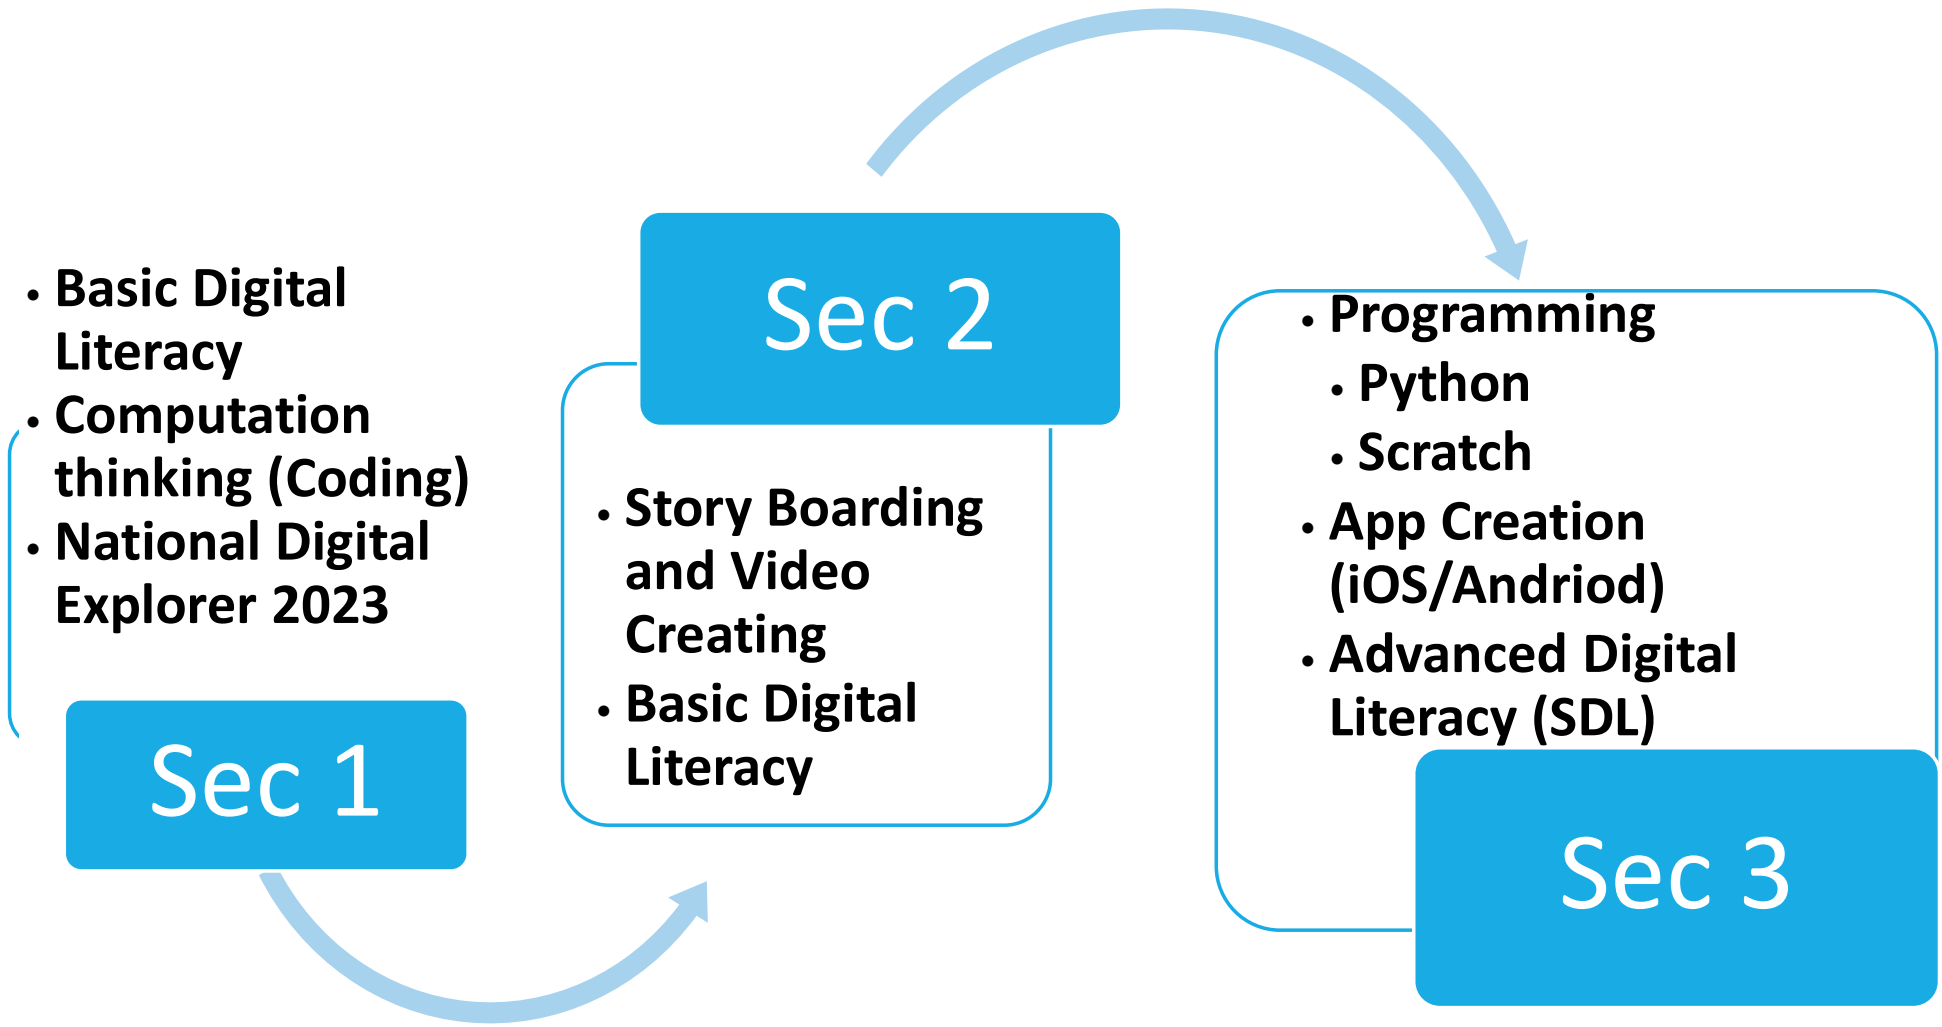 • Basic Digital
Literacy
• Computation
thinking (Coding)
• National Digital
Explorer 2023
Sec 1
Sec 2
• Story Boarding
and Video
Creating
• Basic Digital
Literacy
• Programming
• Python
• Scratch
• App Creation
(iOS/Andriod)
• Advanced Digital
Literacy (SDL)
Sec 3